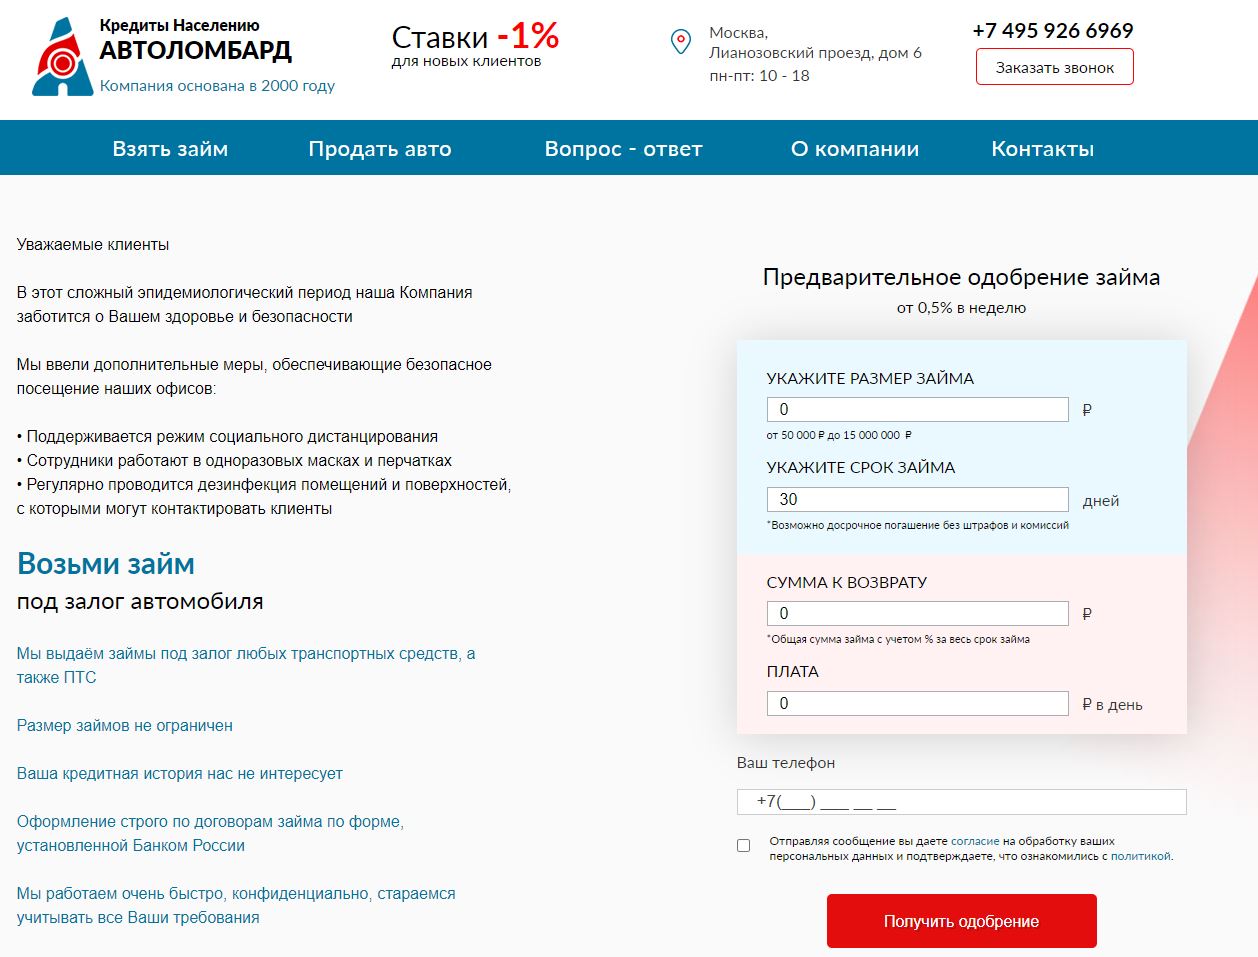 Кредиты Населению
АВТОЛОМБАРД
Компания основана в 2000 году
Ставки -1%
для новых клиентов
Москва,
Лианозовский проезд, дом 6
пн-пт: 10 - 18
+7 495 926 6969
Заказать звонок
Взять займ
Продать авто
Вопрос - ответ
О компании
Контакты
Уважаемые клиенты
В этот сложный эпидемиологический период наша Компания
заботится о Вашем здоровье и безопасности
Мы ввели дополнительные меры, обеспечивающие безопасное
посещение наших офисов:
• Поддерживается режим социального дистанцирования
• Сотрудники работают в одноразовых масках и перчатках
• Регулярно проводится дезинфекция помещений и поверхностей,
с которыми могут контактировать клиенты
Возьми займ
под залог автомобиля
Мы выдаём займы под залог любых транспортных средств, а
также ПТС
Размер займов не ограничен
Ваша кредитная история нас не интересует
Оформление строго по договорам займа по форме,
установленной Банком России
Мы работаем очень быстро, конфиденциально, стараемся
учитывать все Ваши требования
Предварительное одобрение займа
от 0,5% в неделю
УКАЖИТЕ РАЗМЕР ЗАЙМА
0 ₽
от 50 000 ₽ до 15 000 000 ₽
УКАЖИТЕ СРОК ЗАЙМА
30 дней
*Возможно досрочное погашение без штрафов и комиссий
СУММА К ВОЗВРАТУ
0 ₽
*Общая сумма займа с учетом % за весь срок займа
ПЛАТА
0 ₽ в день
Ваш телефон
+7(___) ___ __ __
Отправляя сообщение вы даете согласие на обработку ваших
персональных данных и подтверждаете, что ознакомились с политикой.
Получить одобрение